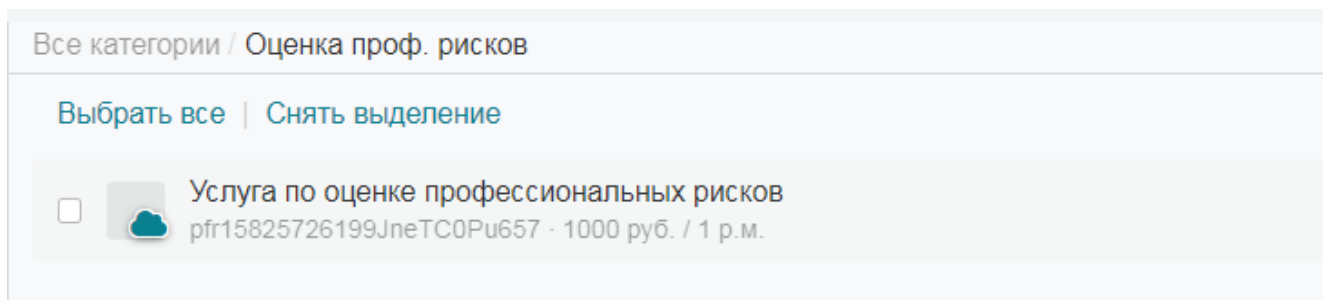 Все категории / Оценка проф. рисков
Выбрать все | Снять выделение
Услуга по оценке профессиональных рисков
pfr15825726199JneTC0Pu657 · 1000 руб. / 1 р.м.